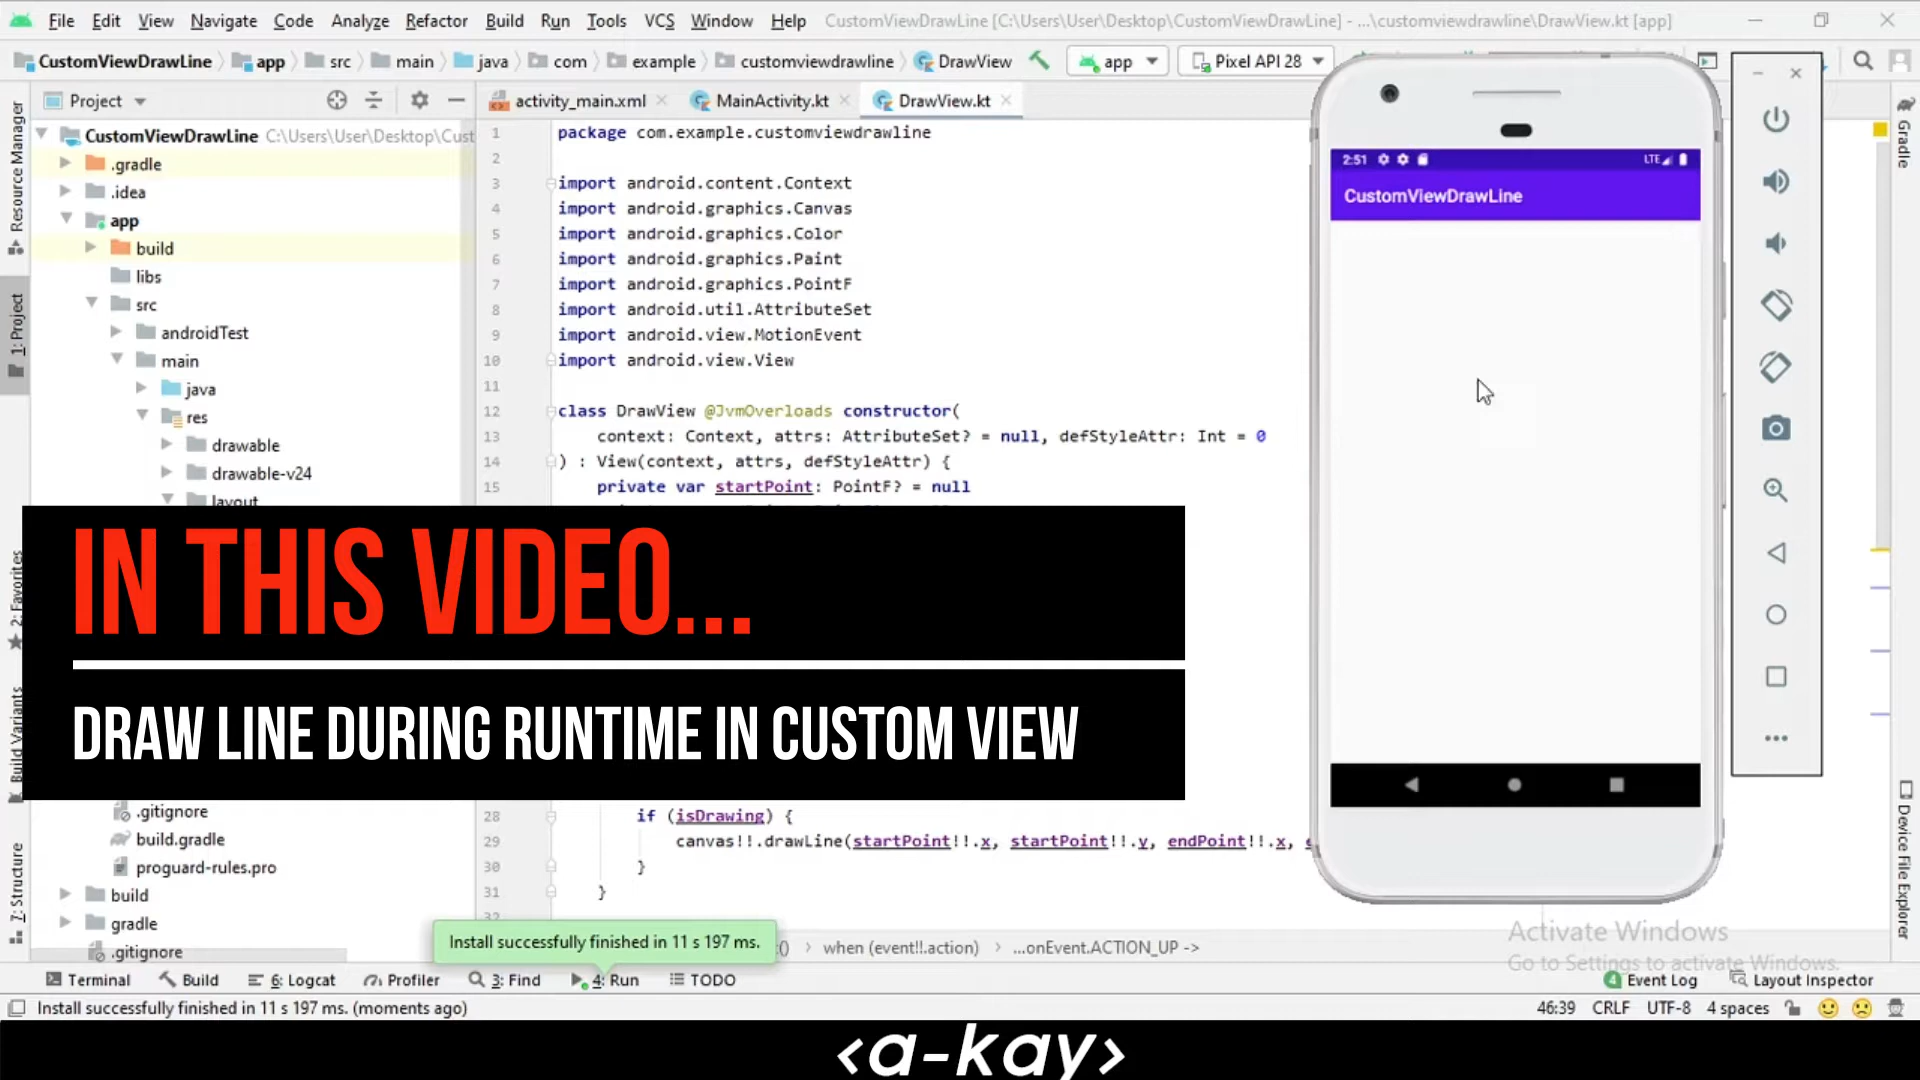 File Edit View Navigate Code Analyze Refactor Build Run Tools VCS Window Help CustomViewDrawLine [C:\Users\User\Desktop\CustomViewDrawLine] - ...\customviewdrawline\DrawView.kt [app]
CustomViewDrawLine app src main java com example customviewdrawline DrawView app Pixel API 28
Project activity_main.xml MainActivity.kt DrawView.kt
Resource Manager
1: Project
2: Favorites
Build Variants
7: Structure
CustomViewDrawLine C:\Users\User\Desktop\Cust
.gradle
.idea
app
build
libs
src
androidTest
main
java
res
drawable
drawable-v24
layout
.gitignore
build.gradle
proguard-rules.pro
build
gradle
.gitignore
1 package com.example.customviewdrawline
2
3 import android.content.Context
4 import android.graphics.Canvas
5 import android.graphics.Color
6 import android.graphics.Paint
7 import android.graphics.PointF
8 import android.util.AttributeSet
9 import android.view.MotionEvent
10 import android.view.View
11
12 class DrawView @JvmOverloads constructor(
13 context: Context, attrs: AttributeSet? = null, defStyleAttr: Int = 0
14 ) : View(context, attrs, defStyleAttr) {
15 private var startPoint: PointF? = null
IN THIS VIDEO...
DRAW LINE DURING RUNTIME IN CUSTOM VIEW
28 if (isDrawing) {
29 canvas!!.drawLine(startPoint!!.x, startPoint!!.y, endPoint!!.x,
30 }
31 }
32
2:51 LTE
CustomViewDrawLine
Gradle
Device File Explorer
Install successfully finished in 11 s 197 ms.
() › when (event!!.action) › ...onEvent.ACTION_UP ->
Activate Windows
Go to Settings to activate Windows.
Terminal Build 6: Logcat Profiler 3: Find 4: Run TODO 4 Event Log Layout Inspector
Install successfully finished in 11 s 197 ms. (moments ago) 46:39 CRLF UTF-8 4 spaces
<a-kay>